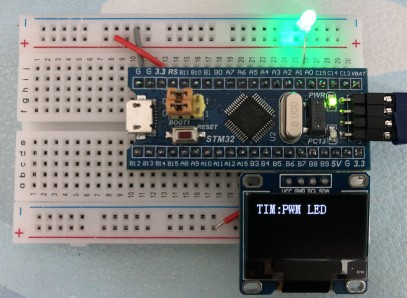 G G 3.3 RS B11 B10 B1 B0 A7 A6 A5 A4 A3 A2 A1 A0 C15 C14 C13 VBAT
PWR
BOOT1
RESET
STM32
U2
PC13
B12 B13 B14 B15 A8 A9 A10 A11 A12 A15 B3 B4 B5 B6 B7 B8 B9 5V G 3.3
VCC GND SCL SDA
TIM:PWM LED